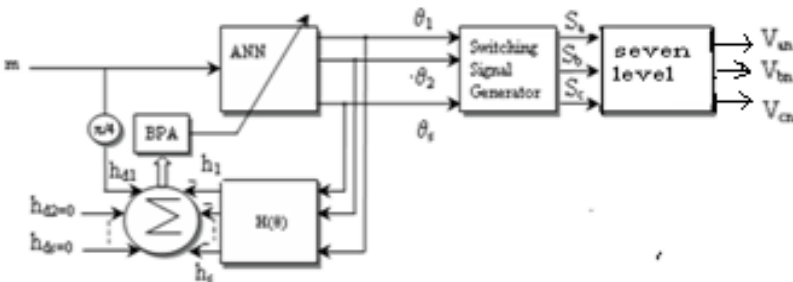 m
π/4
ANN
BPA
θ1
θ2
θs
Switching
Signal
Generator
Sa
Sb
Sc
seven
level
Van
Vbn
Vcn
hd1
hd2=0
hds=0
Σ
h1
hs
H(θ)